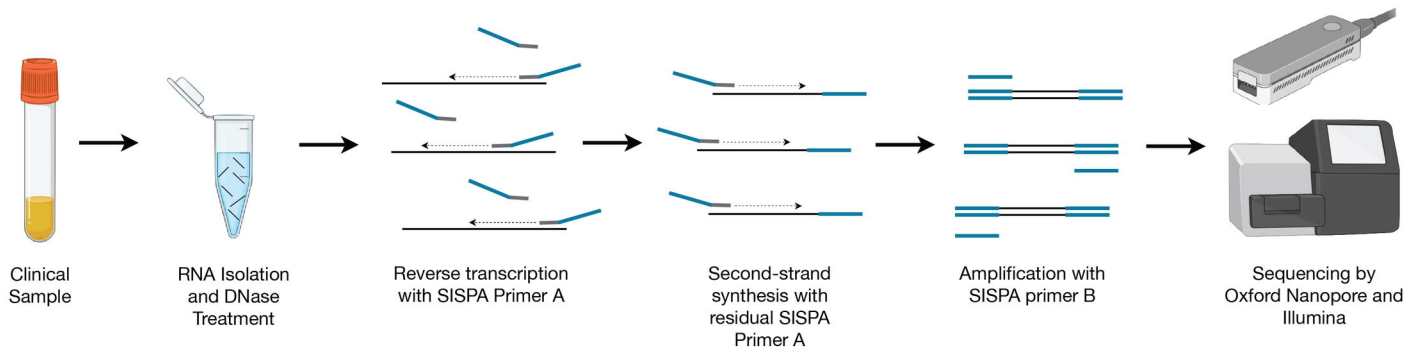 Clinical
Sample
RNA Isolation
and DNase
Treatment
Reverse transcription
with SISPA Primer A
Second-strand
synthesis with
residual SISPA
Primer A
Amplification with
SISPA primer B
Sequencing by
Oxford Nanopore and
Illumina